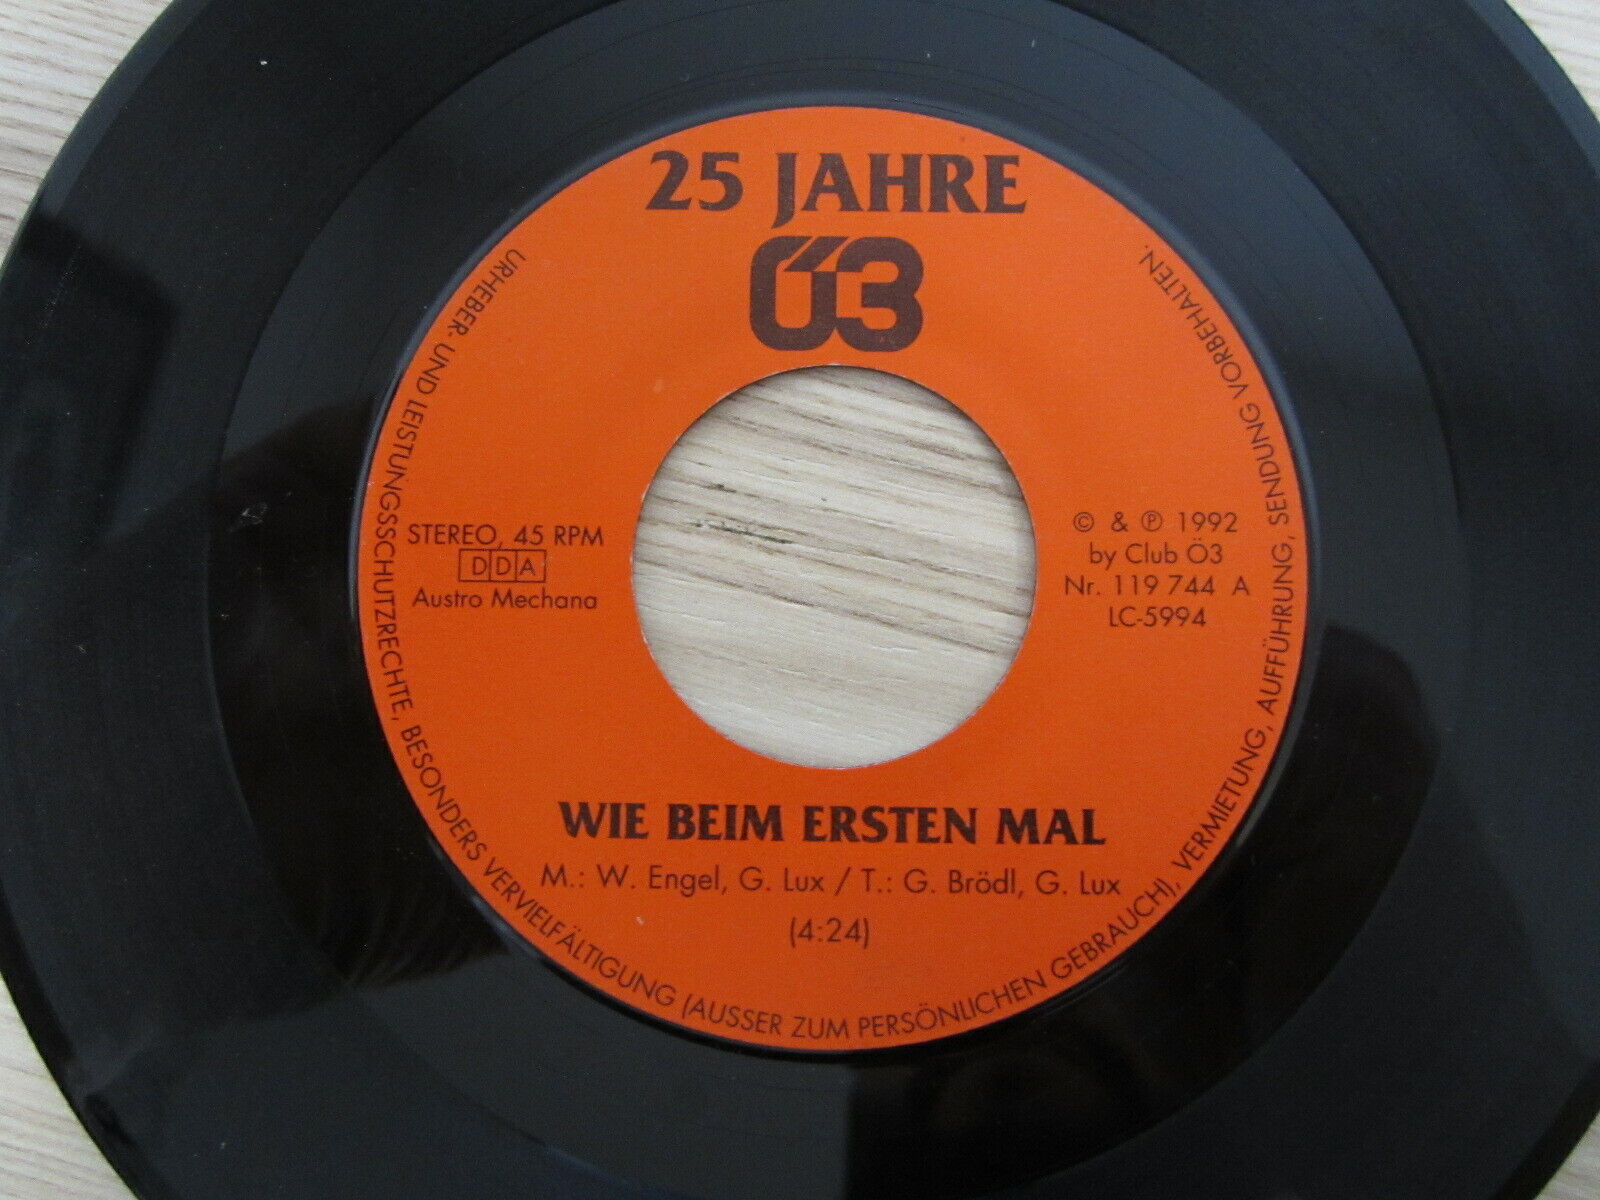 25 JAHRE
Ö3
STEREO, 45 RPM
DDA
Austro Mechana
© & ℗ 1992
by Club Ö3
Nr. 119 744 A
LC-5994
WIE BEIM ERSTEN MAL
M.: W. Engel, G. Lux / T.: G. Brödl, G. Lux
(4:24)
URHEBER- UND LEISTUNGSSCHUTZRECHTE, BESONDERS VERVIELFÄLTIGUNG (AUSSER ZUM PERSÖNLICHEN GEBRAUCH), VERMIETUNG, AUFFÜHRUNG, SENDUNG VORBEHALTEN.